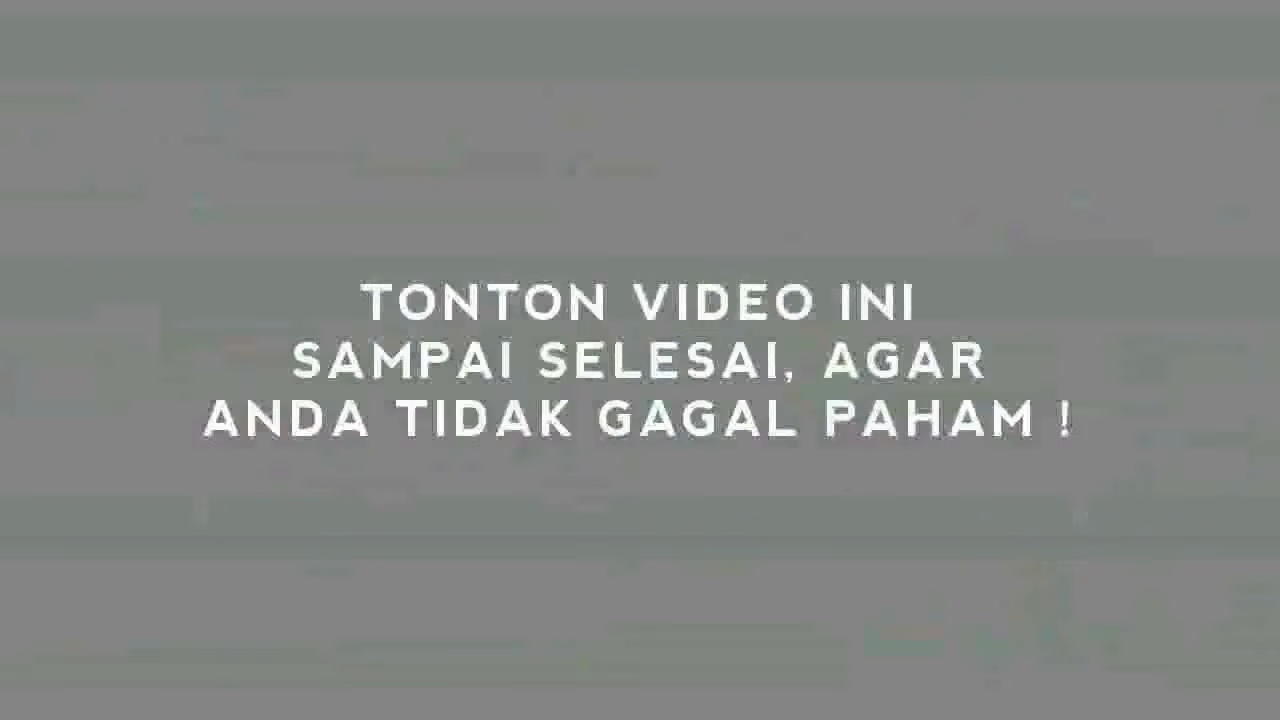 TONTON VIDEO INI
SAMPAI SELESAI, AGAR
ANDA TIDAK GAGAL PAHAM !